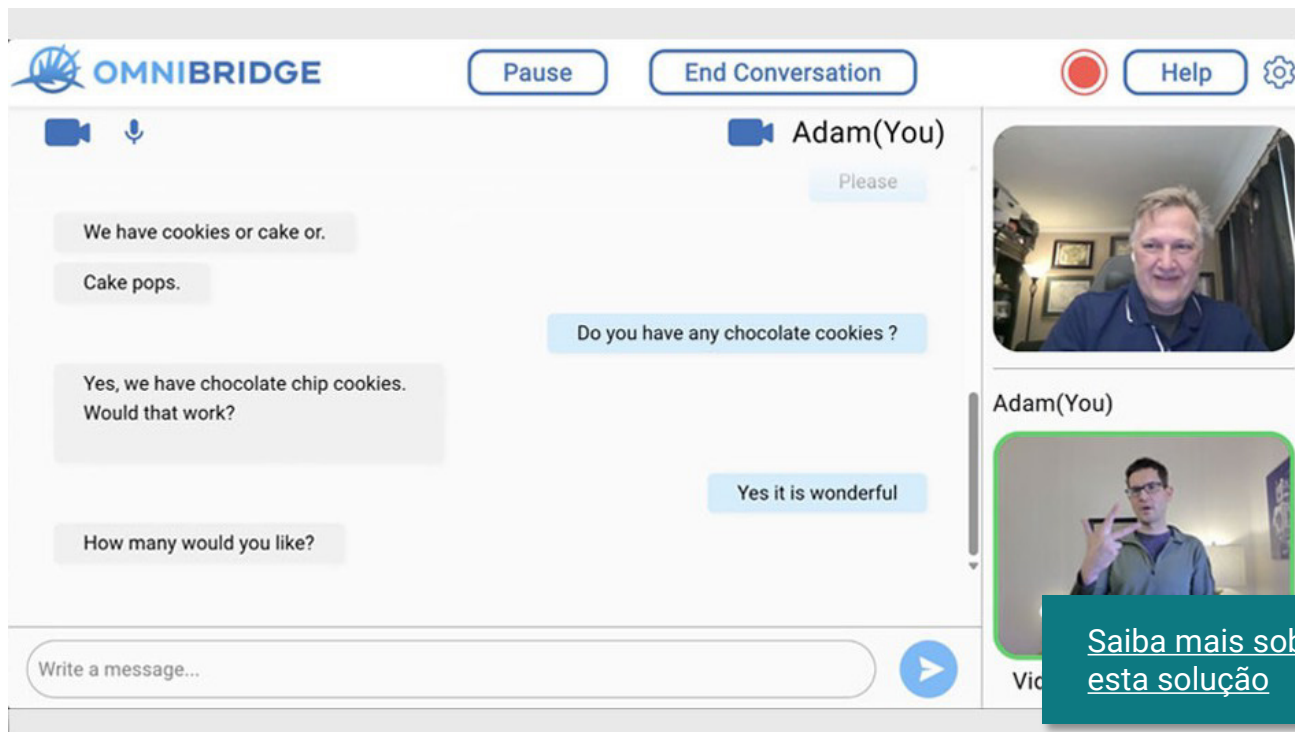 OMNIBRIDGE
Pause
End Conversation
Help
Adam(You)
Please
We have cookies or cake or.
Cake pops.
Do you have any chocolate cookies ?
Yes, we have chocolate chip cookies.
Would that work?
Yes it is wonderful
How many would you like?
Write a message...
Adam(You)
Vid
Saiba mais sob
esta solução